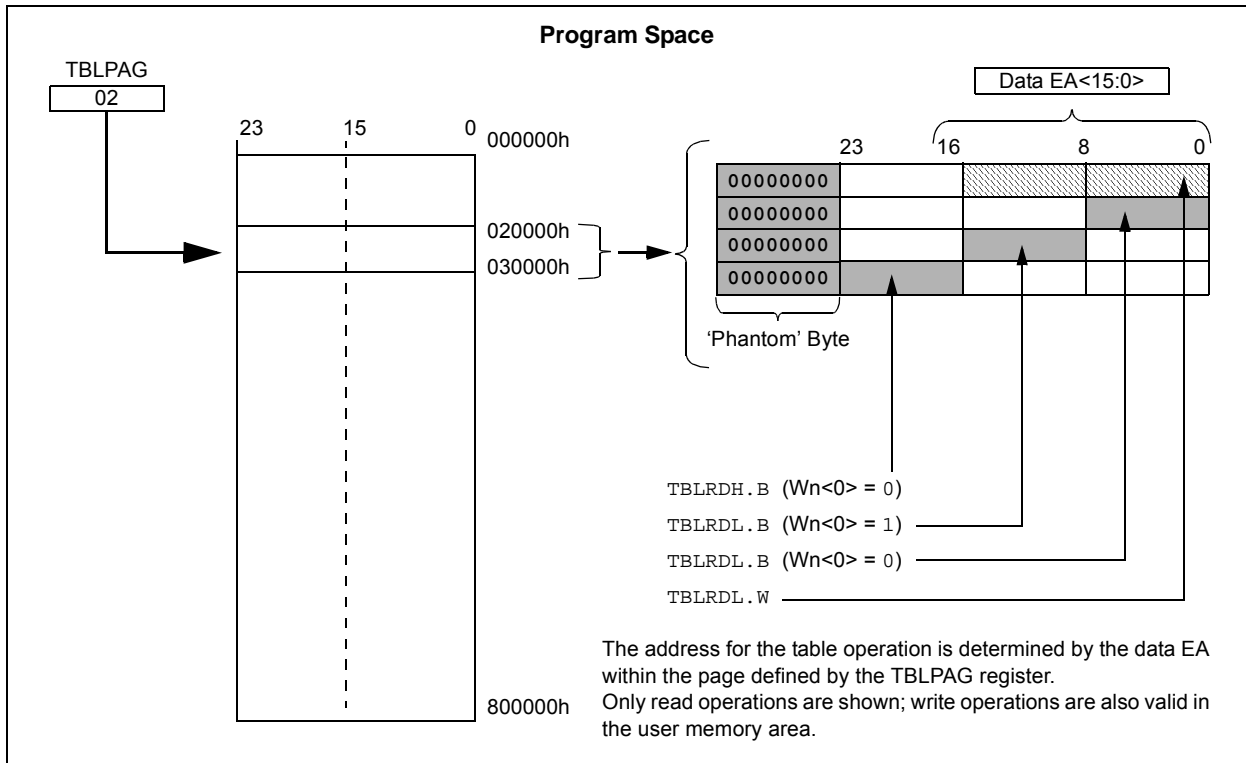 Program Space
TBLPAG
02
Data EA<15:0>
23 15 0
000000h
23 16 8 0
00000000
00000000
020000h
00000000
030000h
00000000
'Phantom' Byte
TBLRDH.B (Wn<0> = 0)
TBLRDL.B (Wn<0> = 1)
TBLRDL.B (Wn<0> = 0)
TBLRDL.W
The address for the table operation is determined by the data EA
within the page defined by the TBLPAG register.
Only read operations are shown; write operations are also valid in
the user memory area.
800000h